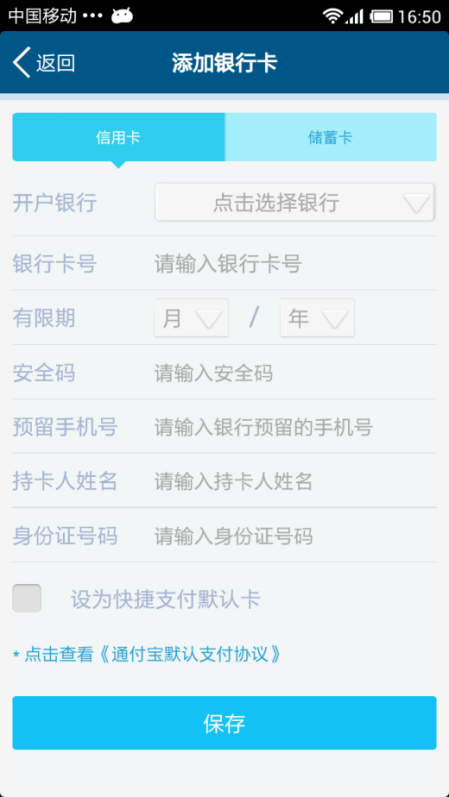 中国移动 ••• 16:50
返回 添加银行卡
信用卡 储蓄卡
开户银行 点击选择银行
银行卡号 请输入银行卡号
有限期 月 / 年
安全码 请输入安全码
预留手机号 请输入银行预留的手机号
持卡人姓名 请输入持卡人姓名
身份证号码 请输入身份证号码
设为快捷支付默认卡
* 点击查看《通付宝默认支付协议》
保存